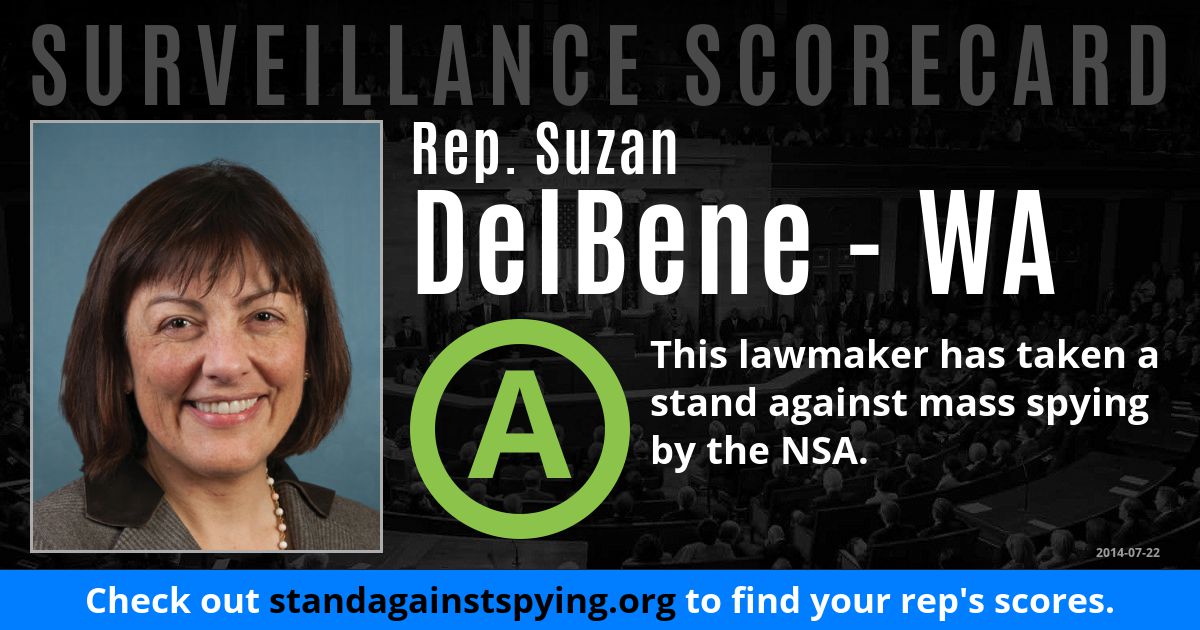 SURVEILLANCE SCORECARD
Rep. Suzan
DelBene - WA
A
This lawmaker has taken a
stand against mass spying
by the NSA.
2014-07-22
Check out standagainstspying.org to find your rep's scores.